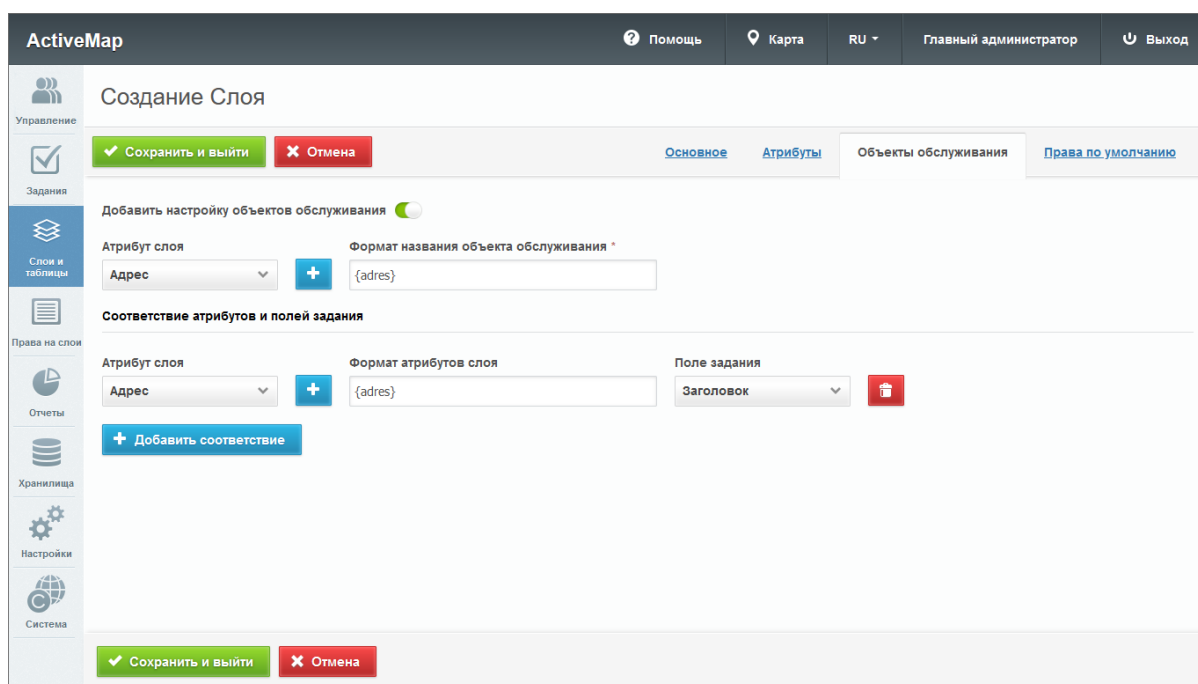 ActiveMap
Помощь
Карта
RU
Главный администратор
Выход
Управление
Задания
Слои и
таблицы
Права на слои
Отчеты
Хранилища
Настройки
Система
Создание Слоя
Сохранить и выйти
Отмена
Основное
Атрибуты
Объекты обслуживания
Права по умолчанию
Добавить настройку объектов обслуживания
Атрибут слоя
Формат названия объекта обслуживания *
Адрес
{adres}
Соответствие атрибутов и полей задания
Атрибут слоя
Формат атрибутов слоя
Поле задания
Адрес
{adres}
Заголовок
Добавить соответствие
Сохранить и выйти
Отмена